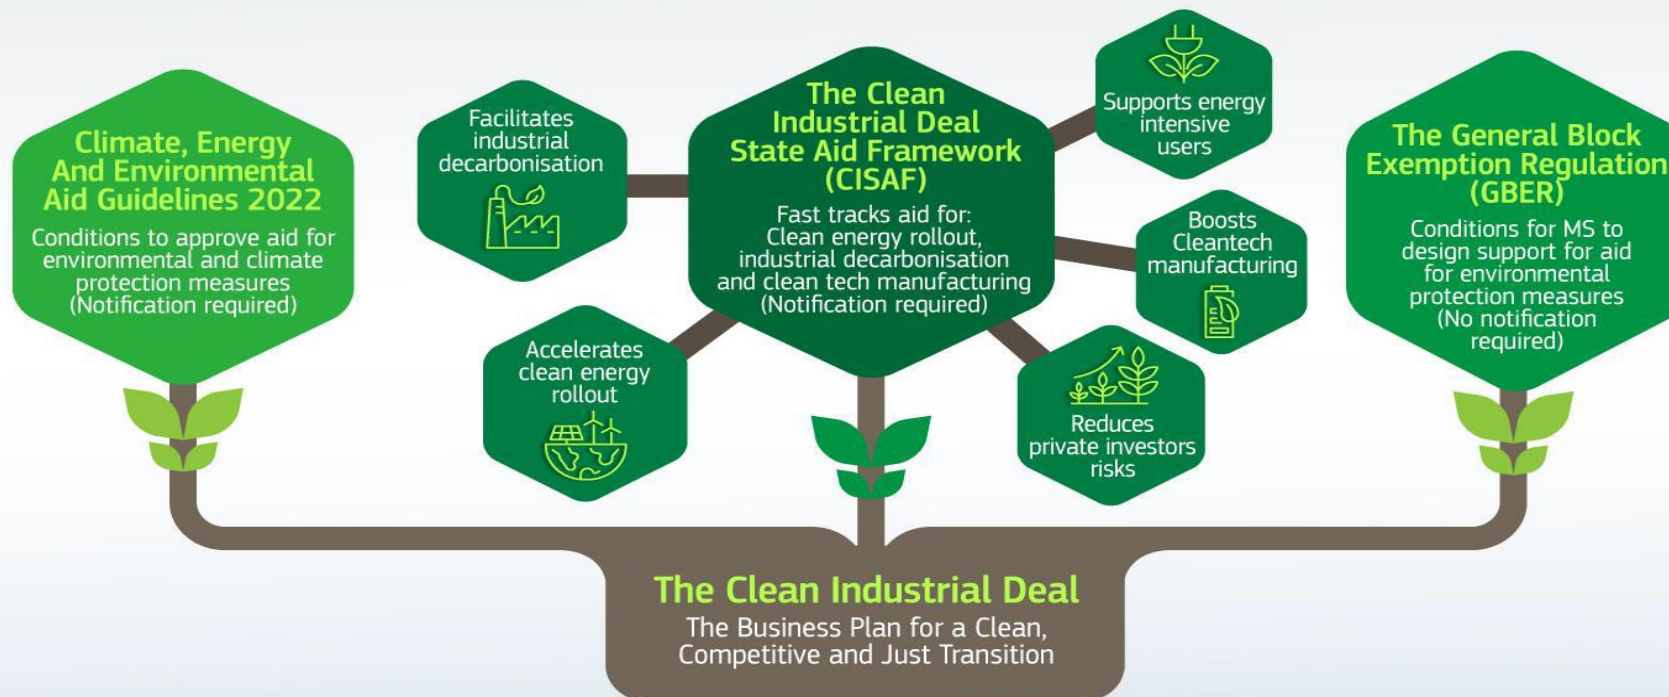 Climate, Energy
And Environmental
Aid Guidelines 2022
Conditions to approve aid for
environmental and climate
protection measures
(Notification required)
Facilitates
industrial
decarbonisation
Accelerates
clean energy
rollout
The Clean
Industrial Deal
State Aid Framework
(CISAF)
Fast tracks aid for:
Clean energy rollout,
industrial decarbonisation
and clean tech manufacturing
(Notification required)
Supports energy
intensive
users
Boosts
Cleantech
manufacturing
Reduces
private investors
risks
The General Block
Exemption Regulation
(GBER)
Conditions for MS to
design support for aid
for environmental
protection measures
(No notification
required)
The Clean Industrial Deal
The Business Plan for a Clean,
Competitive and Just Transition